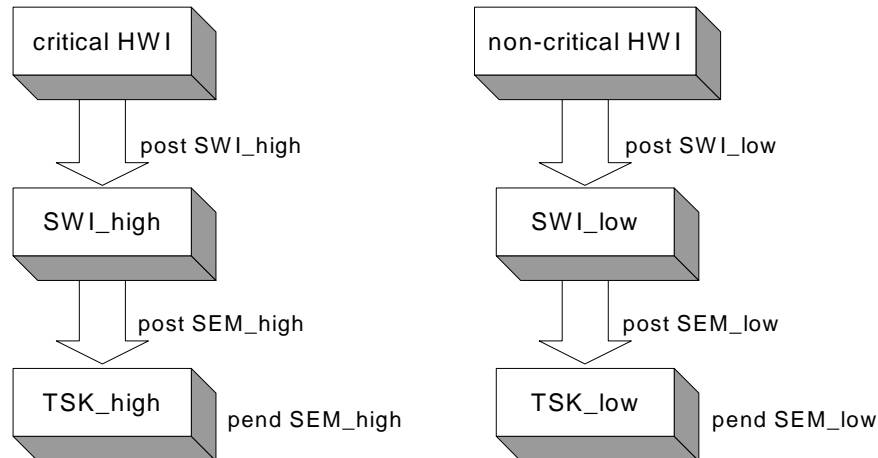 critical HWI
non-critical HWI
post SWI_high
post SWI_low
SWI_high
SWI_low
post SEM_high
post SEM_low
TSK_high
pend SEM_high
TSK_low
pend SEM_low